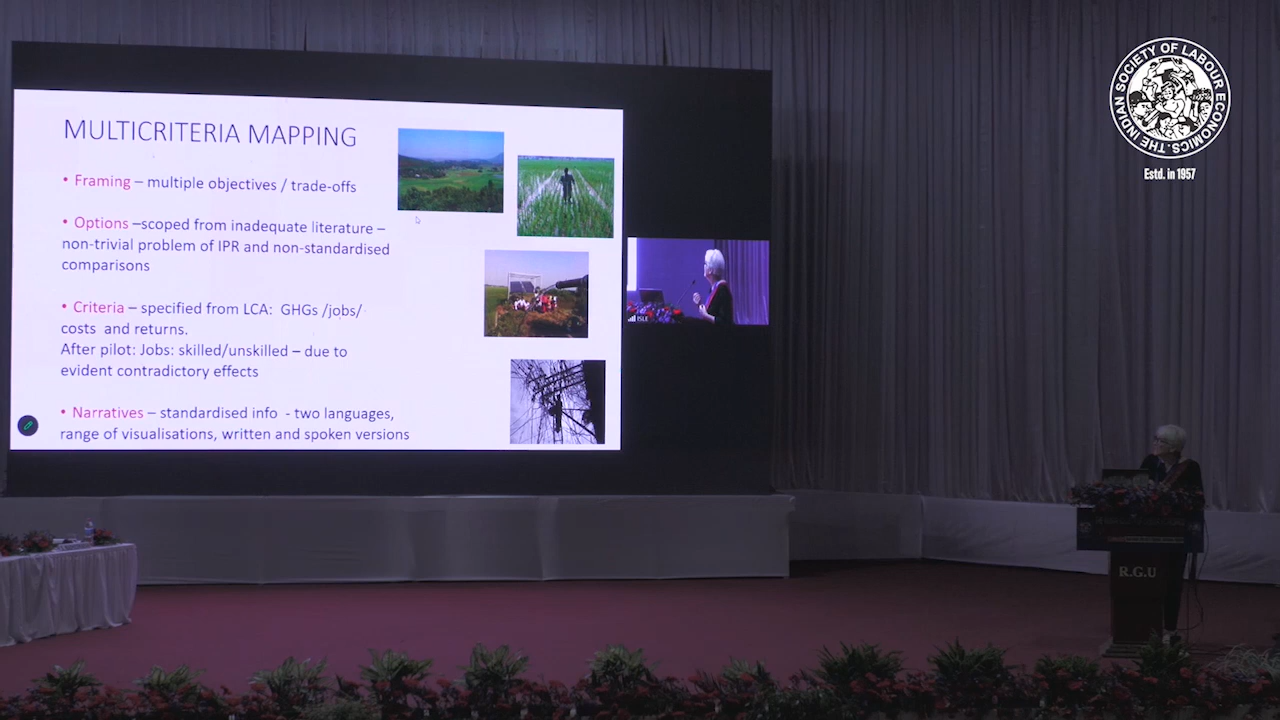 MULTICRITERIA MAPPING
• Framing – multiple objectives / trade-offs
• Options –scoped from inadequate literature –
non-trivial problem of IPR and non-standardised
comparisons
• Criteria – specified from LCA: GHGs /jobs/
costs and returns.
After pilot: Jobs: skilled/unskilled – due to
evident contradictory effects
• Narratives – standardised info - two languages,
range of visualisations, written and spoken versions
ISLE
THE INDIAN SOCIETY OF LABOUR ECONOMICS.
Estd. in 1957
R.G.U